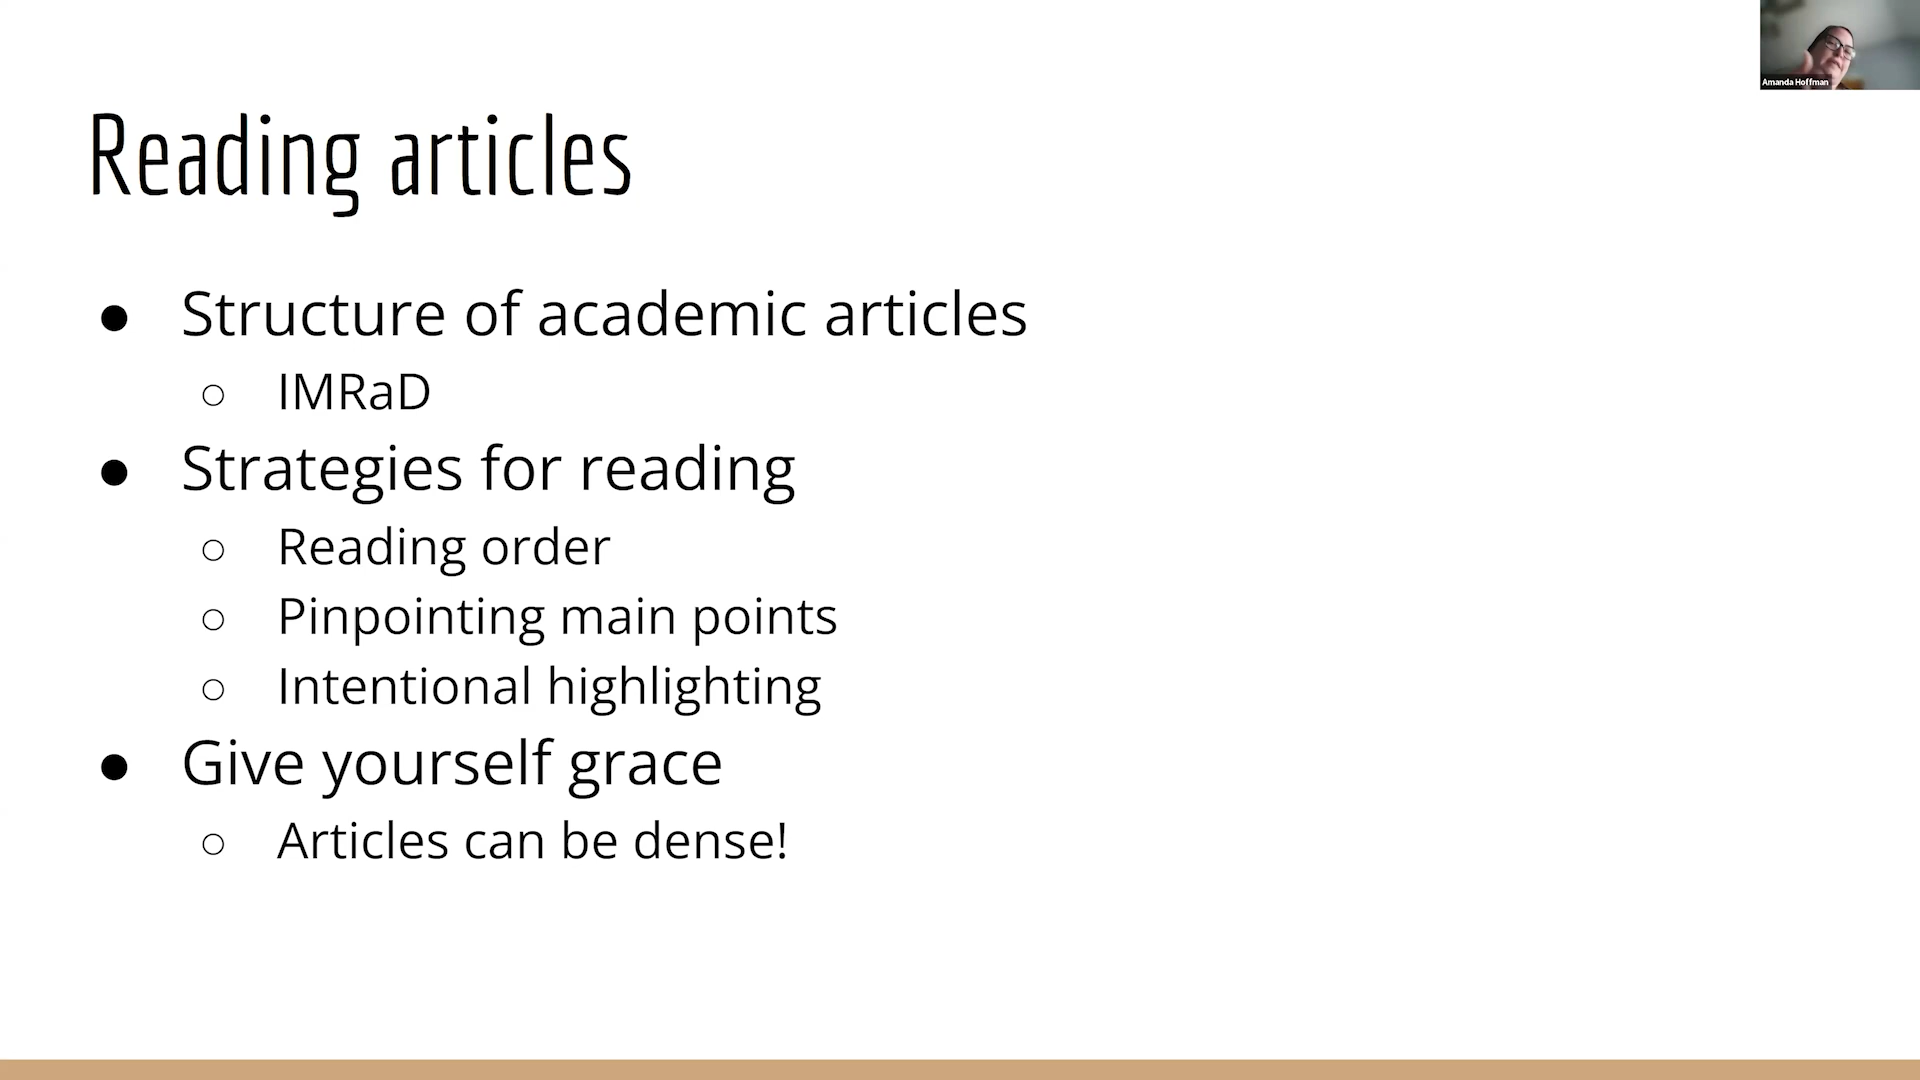 Amanda Hoffman
Reading articles
● Structure of academic articles
○ IMRaD
● Strategies for reading
○ Reading order
○ Pinpointing main points
○ Intentional highlighting
● Give yourself grace
○ Articles can be dense!